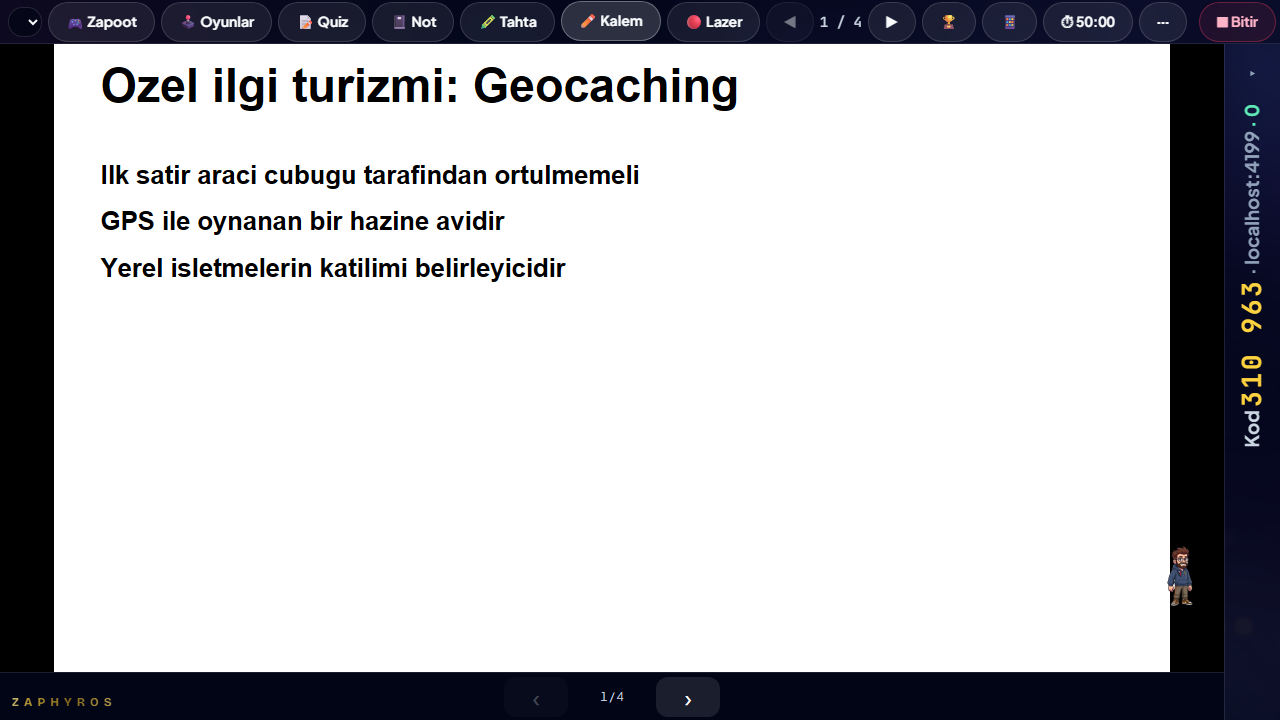 Zapoot Oyunlar Quiz Not Tahta Kalem Lazer 1 / 4 50:00 Bitir
Ozel ilgi turizmi: Geocaching
Ilk satir araci cubugu tarafindan ortulmemeli
GPS ile oynanan bir hazine avidir
Yerel isletmelerin katilimi belirleyicidir
Kod 310 963 · localhost:4199 · 0
ZAPHYROS
1/4